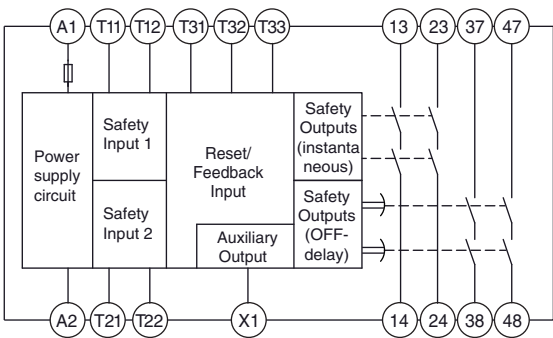 A1 T11 T12 T31 T32 T33 13 23 37 47
Power
supply
circuit
Safety
Input 1
Safety
Input 2
Reset/
Feedback
Input
Auxiliary
Output
Safety
Outputs
(instanta
neous)
Safety
Outputs
(OFF-
delay)
A2 T21 T22 X1 14 24 38 48